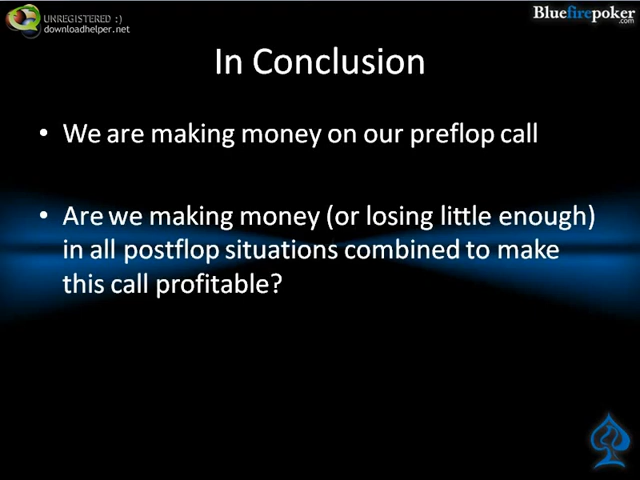 UNREGISTERED :)
downloadhelper.net
Bluefirepoker
.com
In Conclusion
• We are making money on our preflop call
• Are we making money (or losing little enough)
in all postflop situations combined to make
this call profitable?